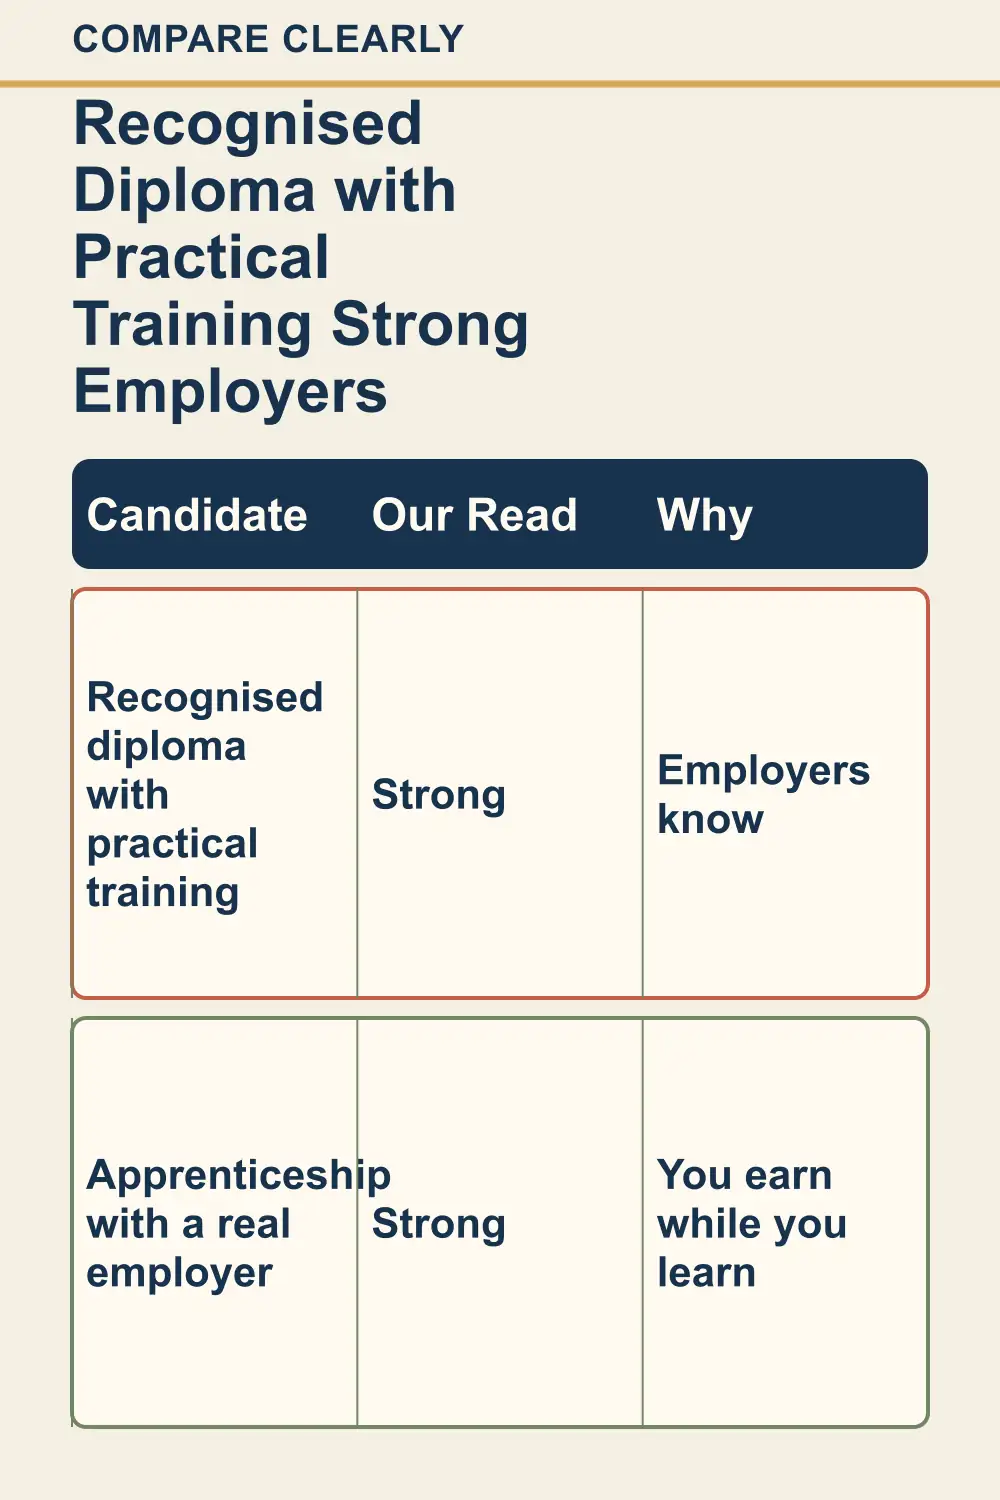 COMPARE CLEARLY
Recognised
Diploma with
Practical
Training Strong
Employers
Candidate
Our Read
Why
Recognised
diploma
with
practical
training
Strong
Employers
know
Apprenticeship
with a real
employer
Strong
You earn
while you
learn